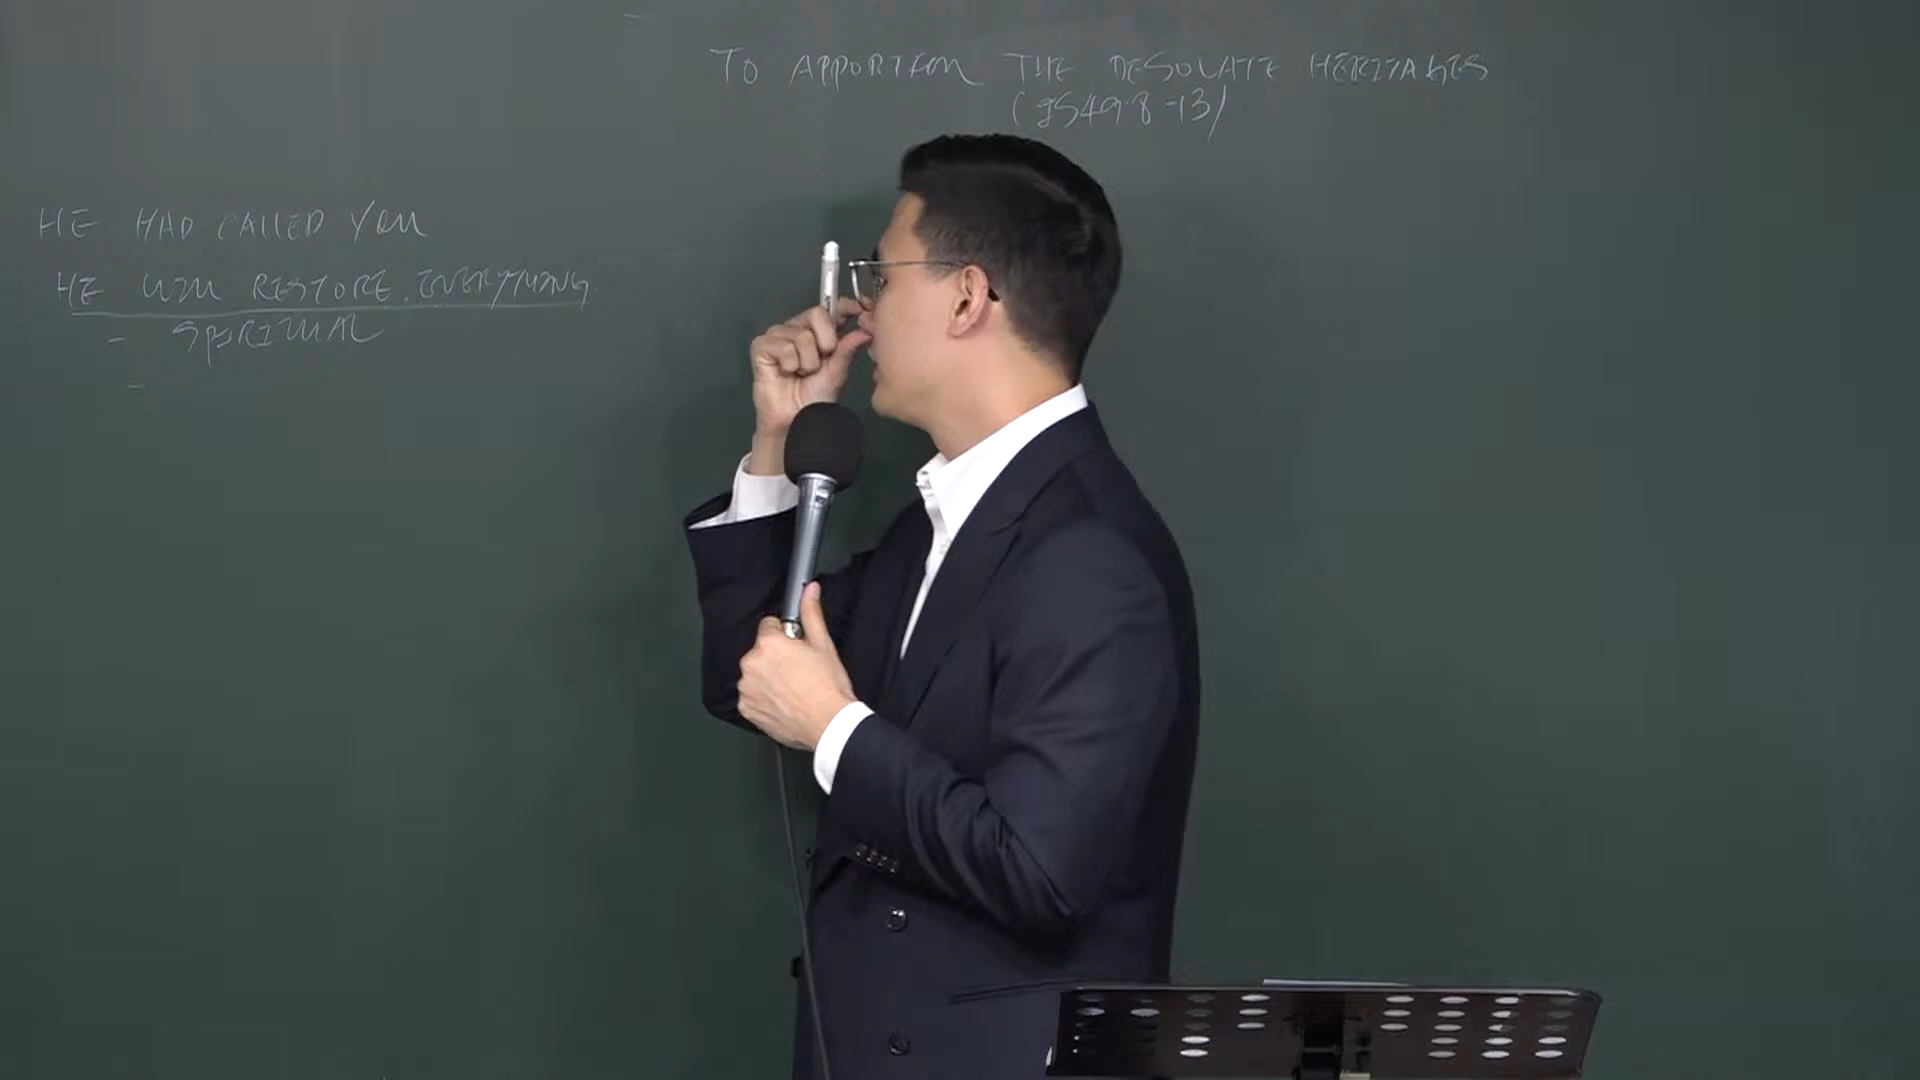 TO APPORTION THE DESOLATE HERITAGES
(IS49:8-13)
HE HAD CALLED YOU
HE WILL RESTORE EVERYTHING
- SPIRITUAL
-